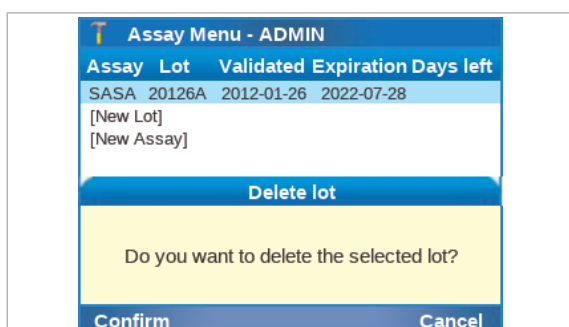 Assay Menu - ADMIN
Assay Lot Validated Expiration Days left
SASA 20126A 2012-01-26 2022-07-28
[New Lot]
[New Assay]
Delete lot
Do you want to delete the selected lot?
Confirm Cancel